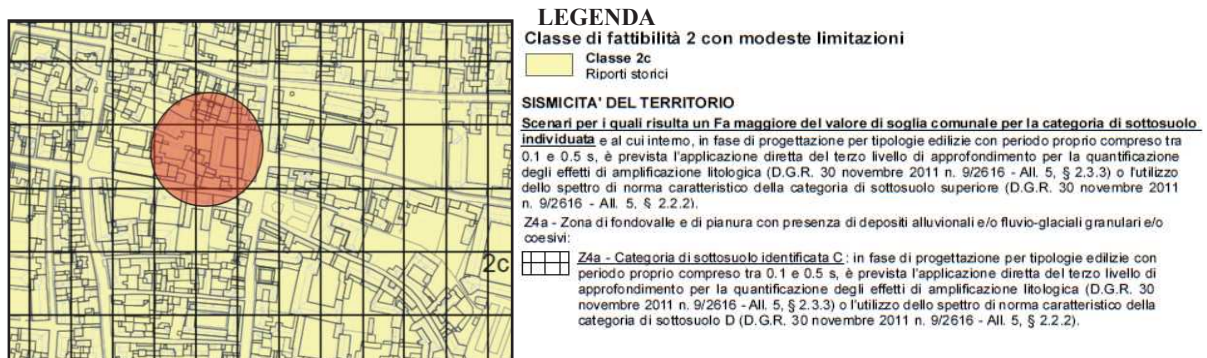 LEGENDA
Classe di fattibilità 2 con modeste limitazioni
Classe 2c
Riporti storici
SISMICITA' DEL TERRITORIO
Scenari per i quali risulta un Fa maggiore del valore di soglia comunale per la categoria di sottosuolo
individuata e al cui interno, in fase di progettazione per tipologie edilizie con periodo proprio compreso tra
0.1 e 0.5 s, è prevista l'applicazione diretta del terzo livello di approfondimento per la quantificazione
degli effetti di amplificazione litologica (D.G.R. 30 novembre 2011 n. 9/2616 - All. 5, § 2.3.3) o l'utilizzo
dello spettro di norma caratteristico della categoria di sottosuolo superiore (D.G.R. 30 novembre 2011
n. 9/2616 - All. 5, § 2.2.2).
Z4a - Zona di fondovalle e di pianura con presenza di depositi alluvionali e/o fluvio-glaciali granulari e/o
coesivi:
Z4a - Categoria di sottosuolo identificata C : in fase di progettazione per tipologie edilizie con
periodo proprio compreso tra 0.1 e 0.5 s, è prevista l'applicazione diretta del terzo livello di
approfondimento per la quantificazione degli effetti di amplificazione litologica (D.G.R. 30
novembre 2011 n. 9/2616 - All. 5, § 2.3.3) o l'utilizzo dello spettro di norma caratteristico della
categoria di sottosuolo D (D.G.R. 30 novembre 2011 n. 9/2616 - All. 5, § 2.2.2).
2c